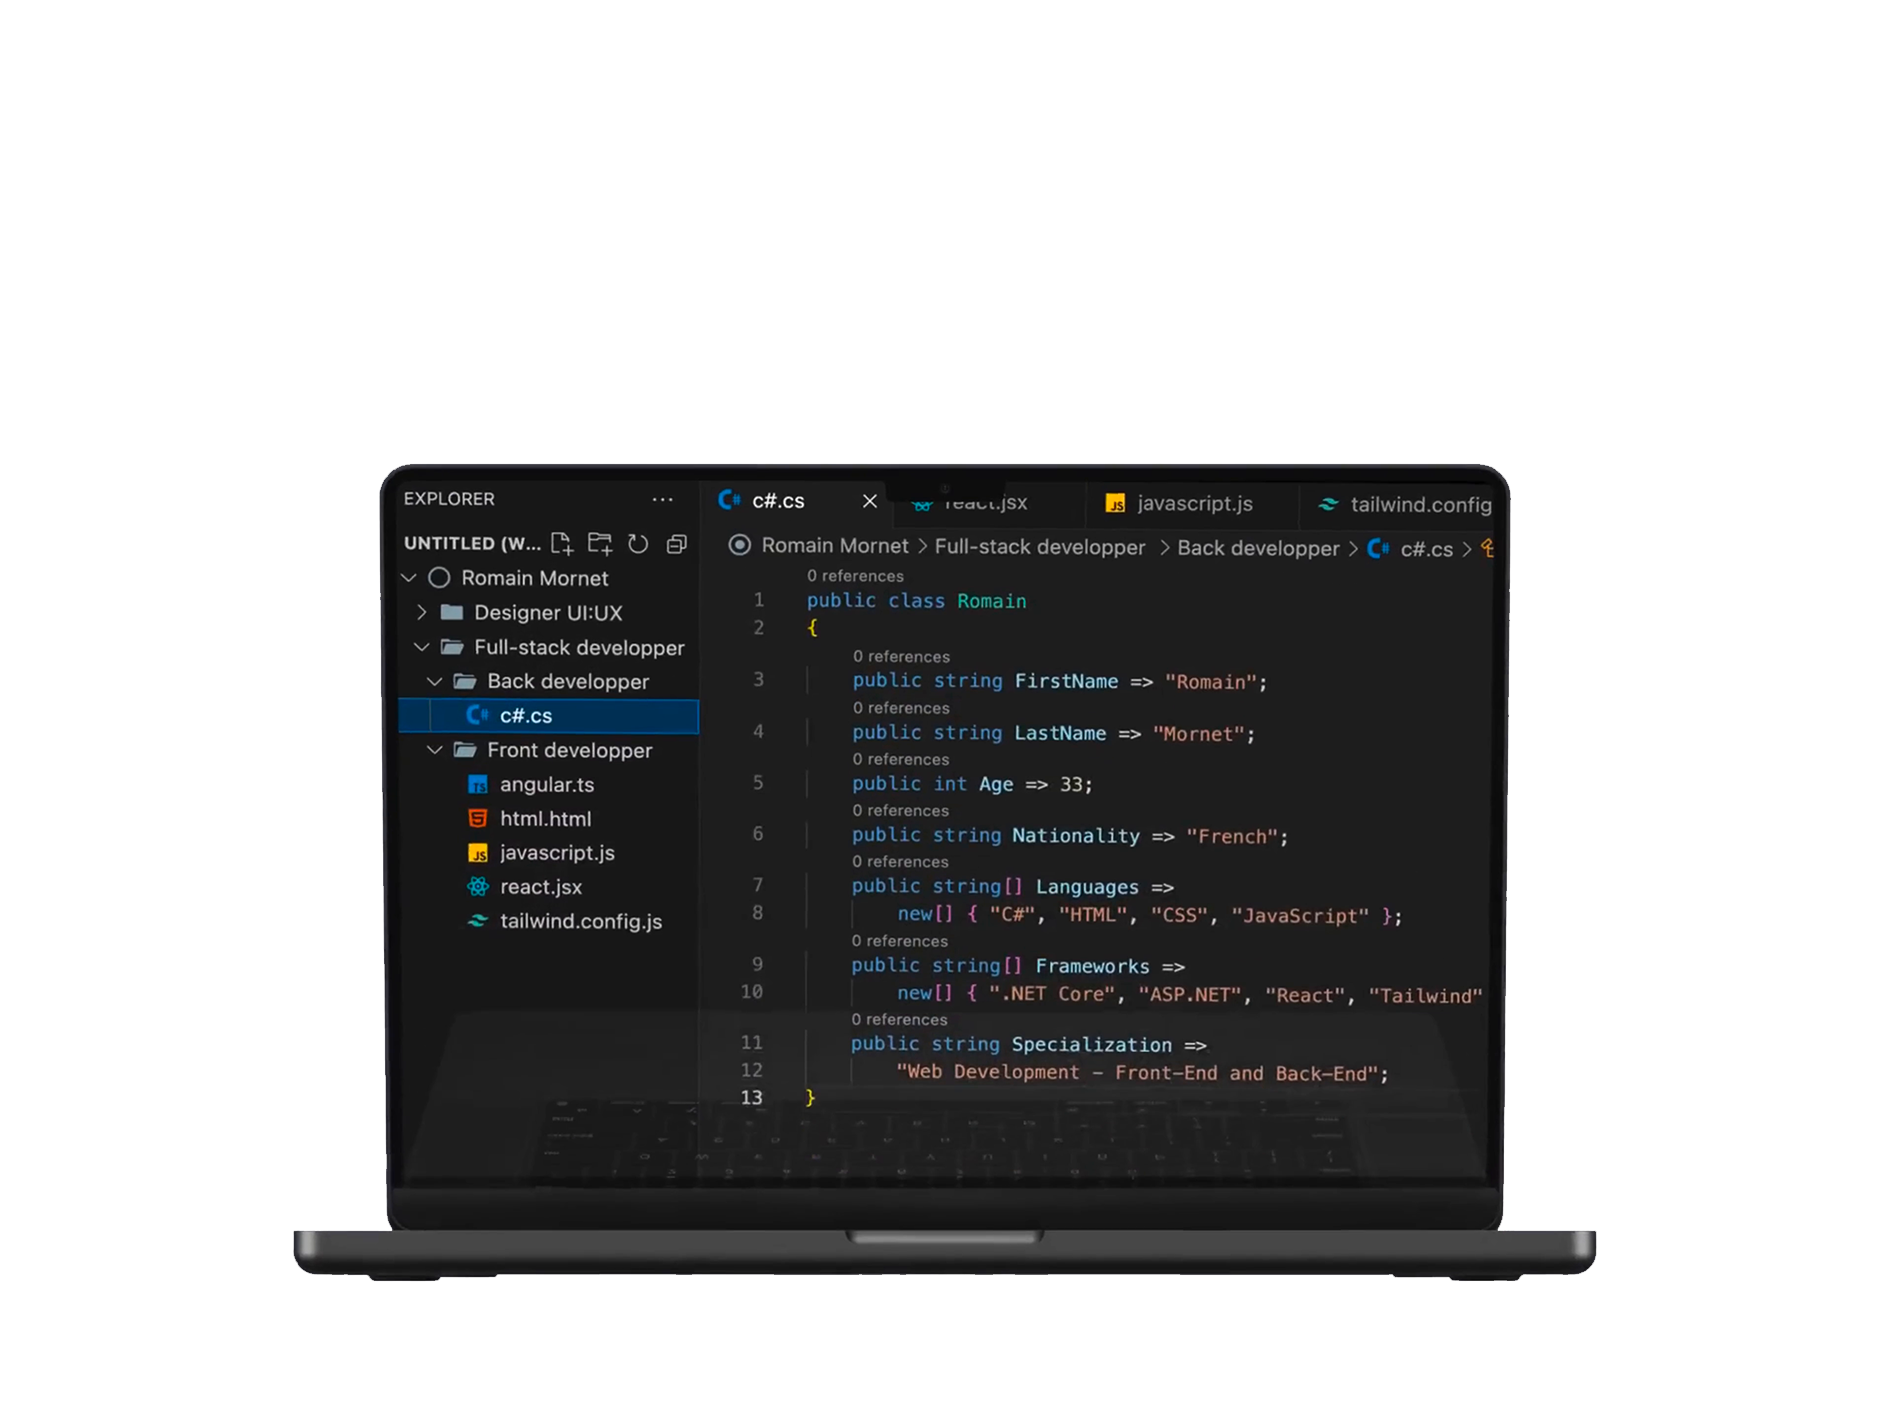 EXPLORER ...
UNTITLED (W...
Romain Mornet
Designer UI:UX
Full-stack developper
Back developper
c#.cs
Front developper
angular.ts
html.html
javascript.js
react.jsx
tailwind.config.js
c#.cs react.jsx javascript.js tailwind.config
Romain Mornet > Full-stack developper > Back developper > c#.cs >
0 references
1 public class Romain
2 {
0 references
3 public string FirstName => "Romain";
0 references
4 public string LastName => "Mornet";
0 references
5 public int Age => 33;
0 references
6 public string Nationality => "French";
0 references
7 public string[] Languages =>
8 new[] { "C#", "HTML", "CSS", "JavaScript" };
0 references
9 public string[] Frameworks =>
10 new[] { ".NET Core", "ASP.NET", "React", "Tailwind"
0 references
11 public string Specialization =>
12 "Web Development - Front-End and Back-End";
13 }